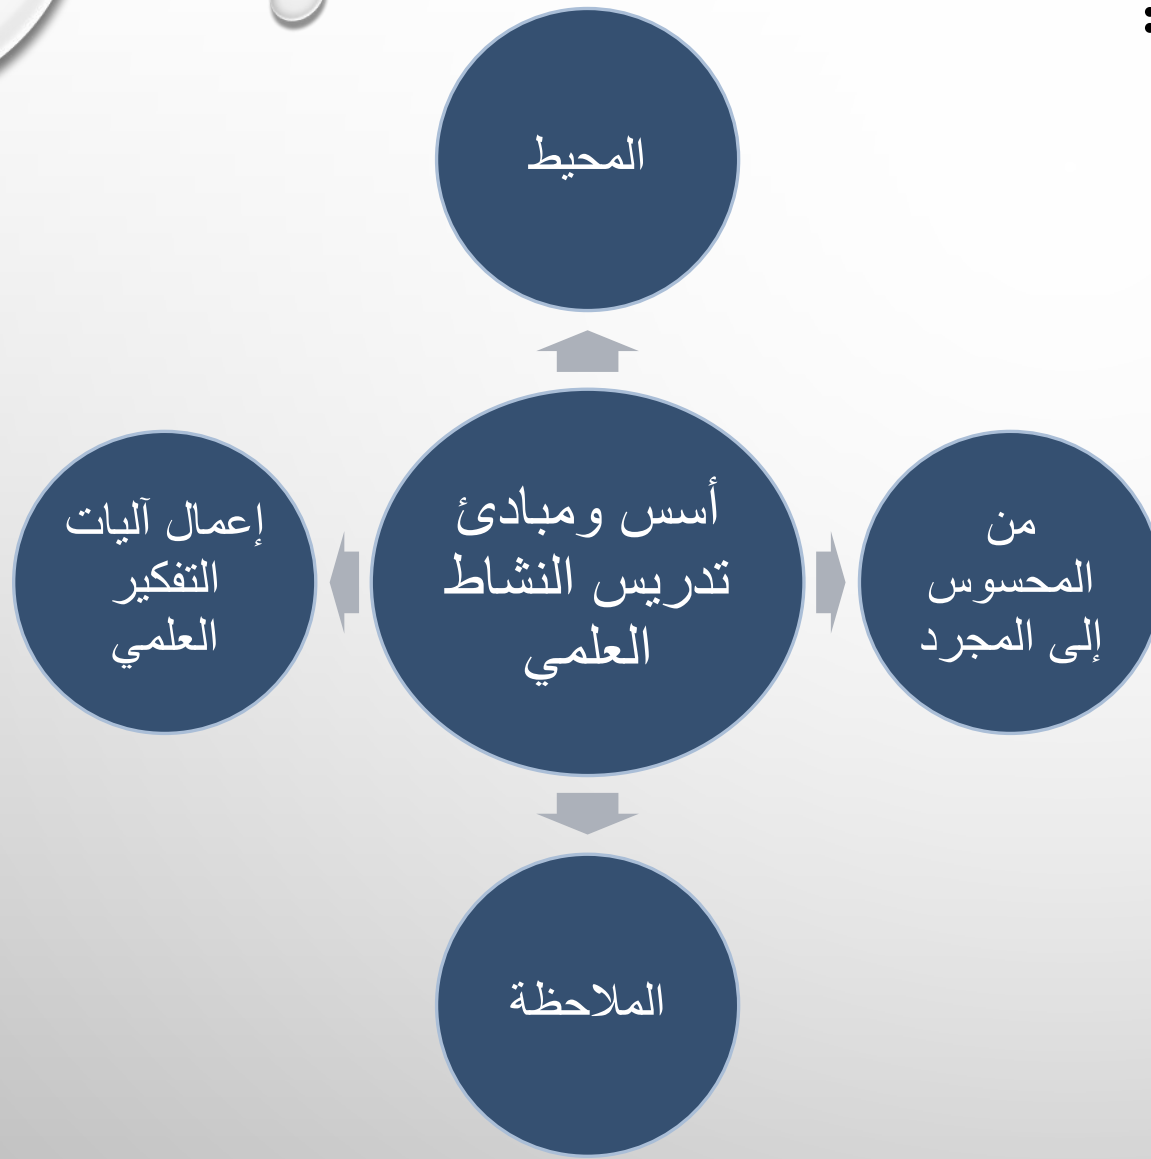 :
المحيط
أسس ومبادئ
تدريس النشاط
العلمي
من
المحسوس
إلى المجرد
الملاحظة
إعمال آليات
التفكير
العلمي